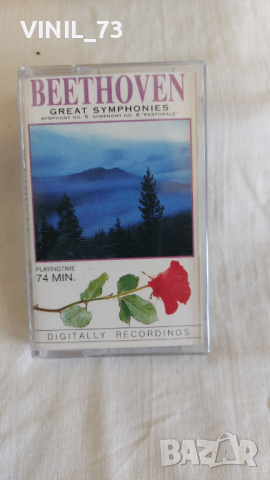 VINIL_73
BEETHOVEN
GREAT SYMPHONIES
SYMPHONY NO. 5, SYMPHONY NO. 6 "PASTORALE"
PLAYINGTIME
74 MIN.
DIGITALLY RECORDINGS
BAZAR